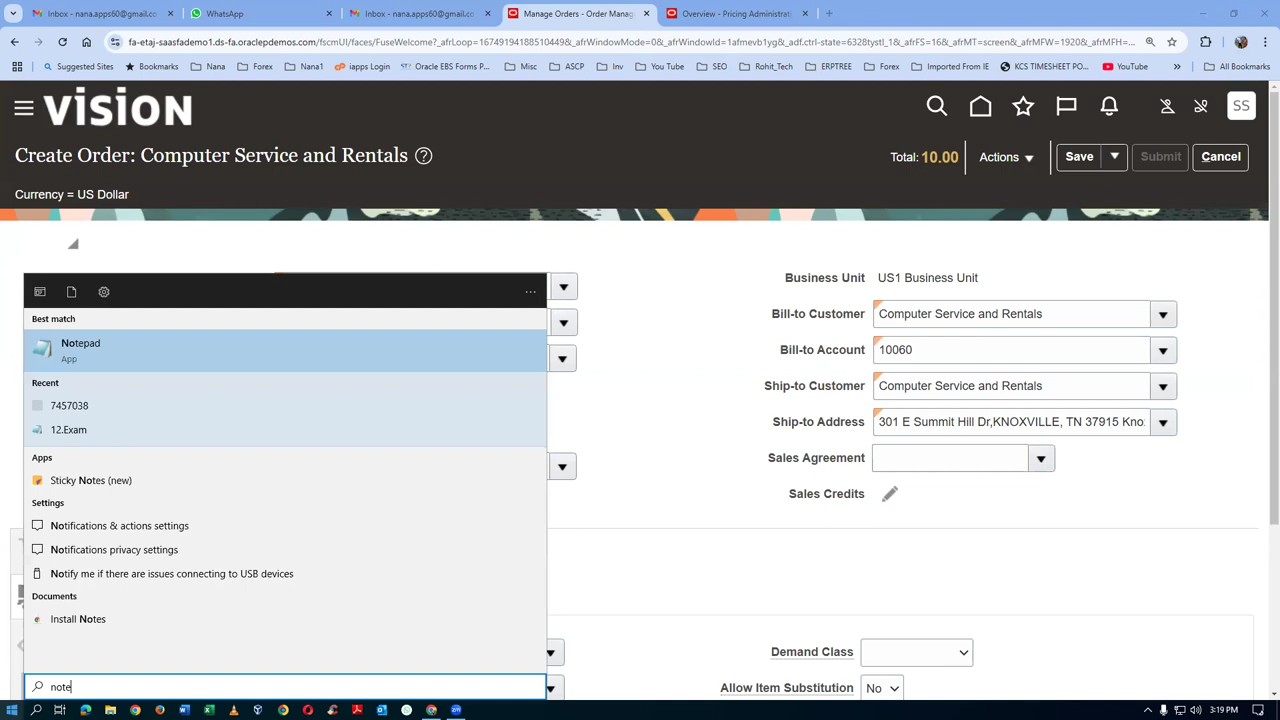 Inbox - nana.apps60@gmail.co
WhatsApp
Inbox - nana.apps60@gmail.co
Manage Orders - Order Manag
Overview - Pricing Administrati
fa-etaj-saasfademo1.ds-fa.oraclepdemos.com/fscmUI/faces/FuseWelcome?_afrLoop=16749194188510449&_afrWindowMode=0&_afrWindowId=1afmevb1yg&_adf.ctrl-state=6328tystl_1&_afrFS=16&_afrMT=screen&_afrMFW=1920&_afrMFH=...
Suggested Sites
Bookmarks
Nana
Forex
Nana1
iapps Login
Oracle EBS Forms P...
Misc
ASCP
Inv
You Tube
SEO
Rohit_Tech
ERPTREE
Forex
Imported From IE
KCS TIMESHEET PO...
YouTube
»
All Bookmarks
VISION
SS
Create Order: Computer Service and Rentals
Total: 10.00
Actions
Save
Submit
Cancel
Currency = US Dollar
Business Unit US1 Business Unit
Bill-to Customer Computer Service and Rentals
Bill-to Account 10060
Ship-to Customer Computer Service and Rentals
Ship-to Address 301 E Summit Hill Dr,KNOXVILLE, TN 37915 Kno
Sales Agreement
Sales Credits
Demand Class
Allow Item Substitution No
Best match
Notepad
App
Recent
7457038
12.Exam
Apps
Sticky Notes (new)
Settings
Notifications & actions settings
Notifications privacy settings
Notify me if there are issues connecting to USB devices
Documents
Install Notes
note
3:19 PM